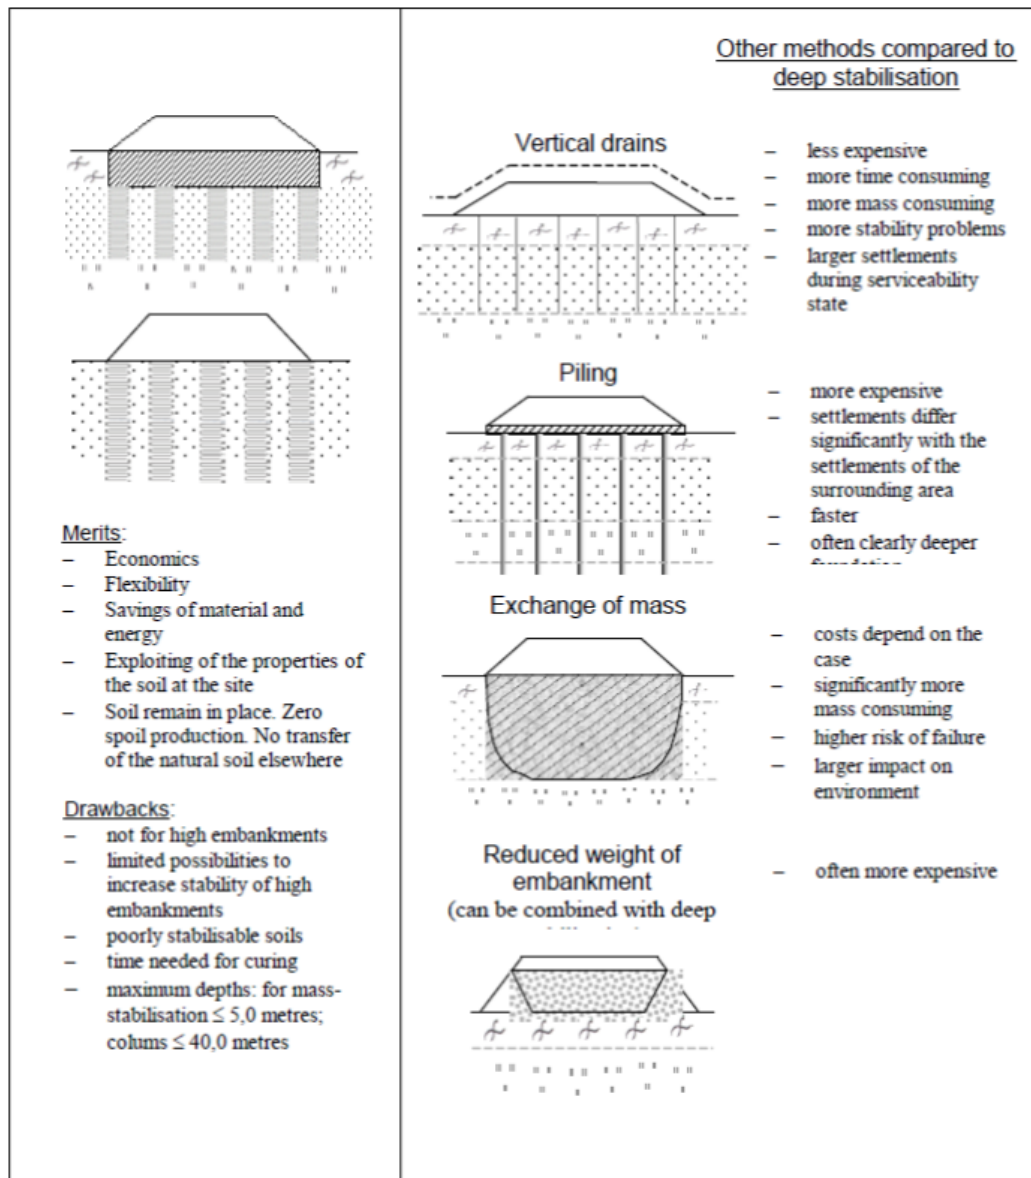 Merits:
– Economics
– Flexibility
– Savings of material and
energy
– Exploiting of the properties of
the soil at the site
– Soil remain in place. Zero
spoil production. No transfer
of the natural soil elsewhere
Drawbacks:
– not for high embankments
– limited possibilities to
increase stability of high
embankments
– poorly stabilisable soils
– time needed for curing
– maximum depths: for mass-
stabilisation ≤ 5,0 metres;
colums ≤ 40,0 metres
Other methods compared to
deep stabilisation
Vertical drains
– less expensive
– more time consuming
– more mass consuming
– more stability problems
– larger settlements
during serviceability
state
Piling
– more expensive
– settlements differ
significantly with the
settlements of the
surrounding area
– faster
– often clearly deeper
Exchange of mass
– costs depend on the
case
– significantly more
mass consuming
– higher risk of failure
– larger impact on
environment
Reduced weight of
embankment
(can be combined with deep
– often more expensive